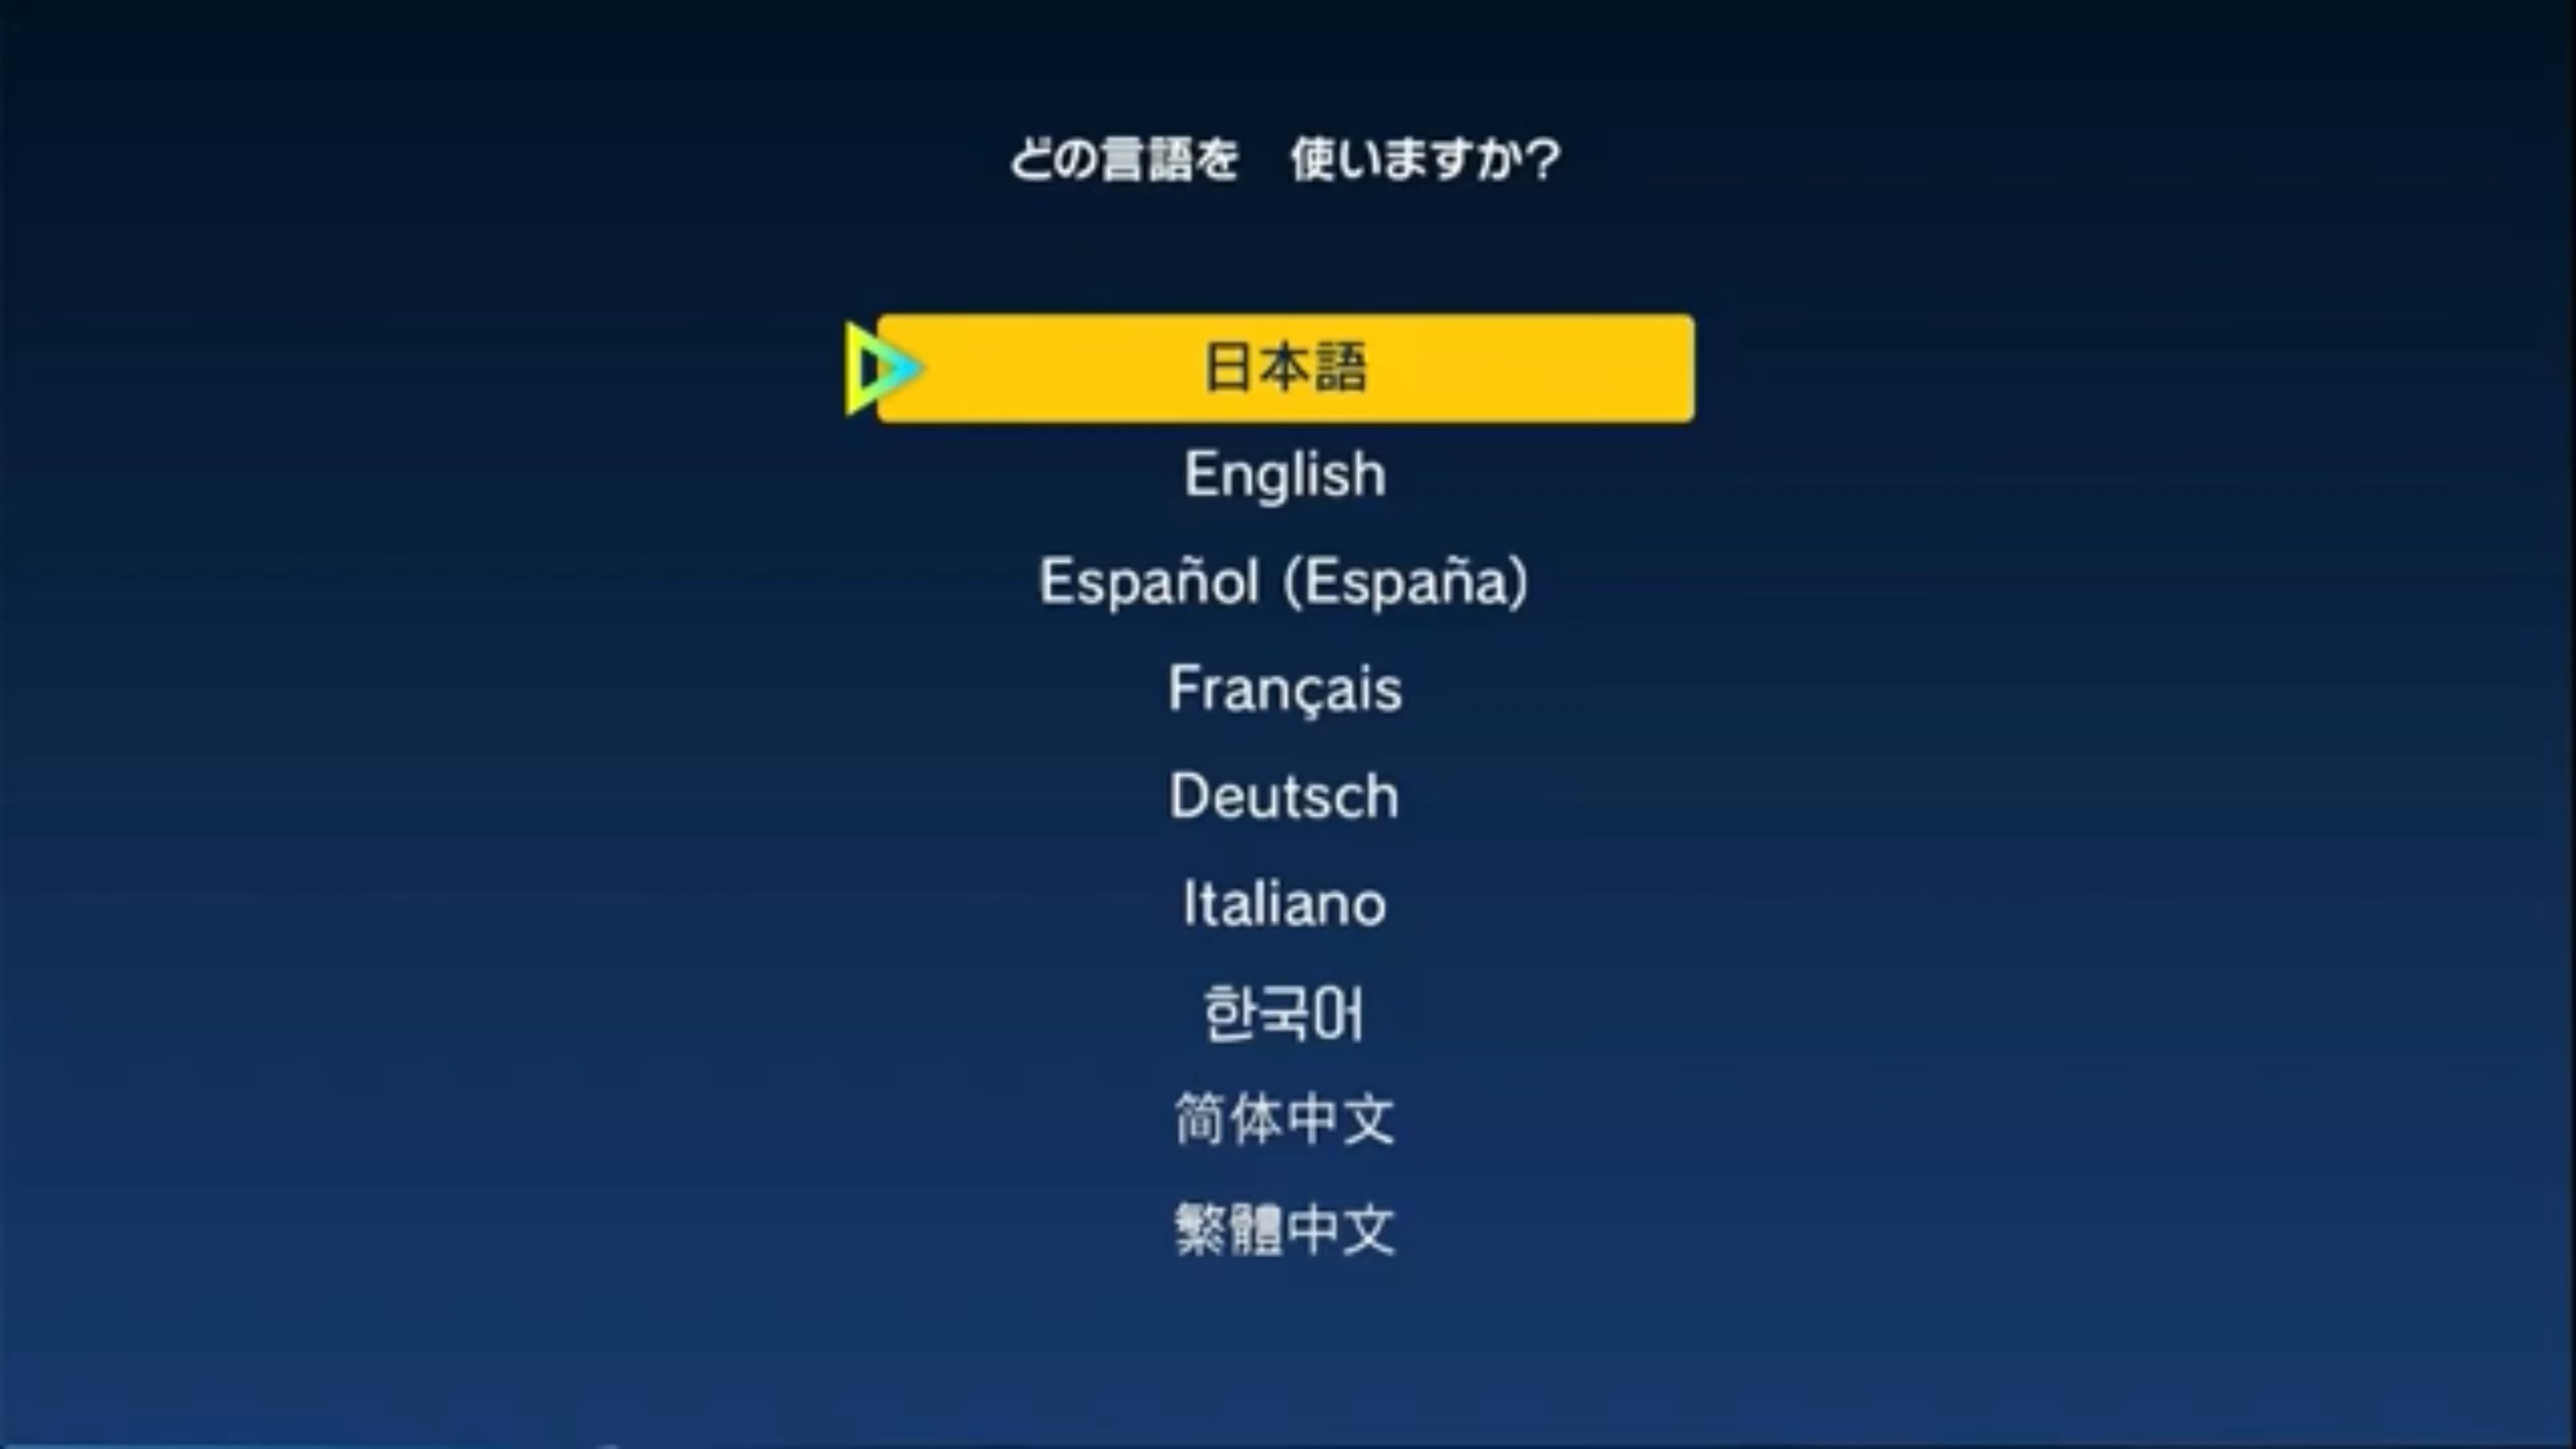 どの言語を　使いますか?
日本語
English
Español (España)
Français
Deutsch
Italiano
한국어
简体中文
繁體中文